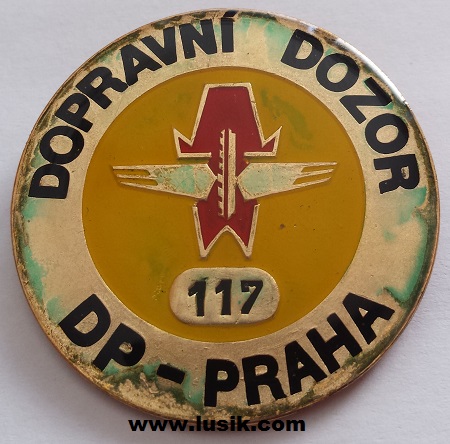 DOPRAVNÍ DOZOR
117
DP - PRAHA
www.lusik.com